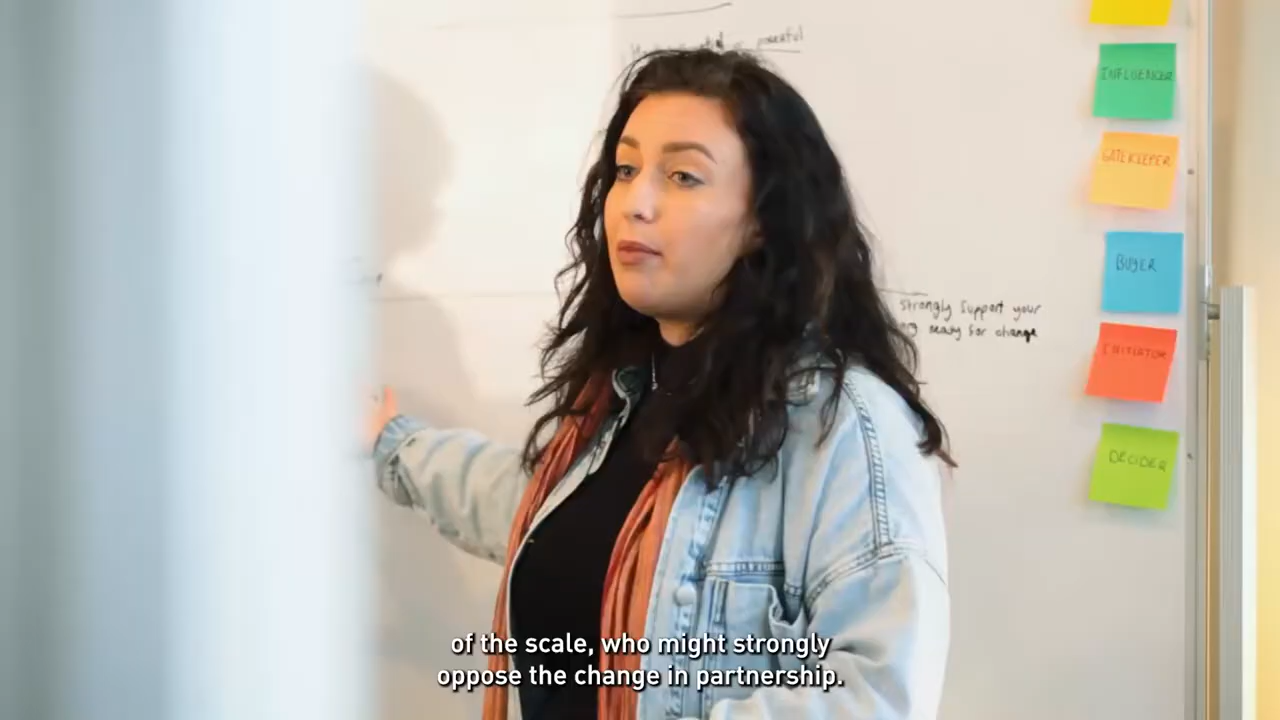 INFLUENCER
GATEKEEPER
BUYER
INITIATOR
DECIDER
strongly support your
ready for change
of the scale, who might strongly
oppose the change in partnership.